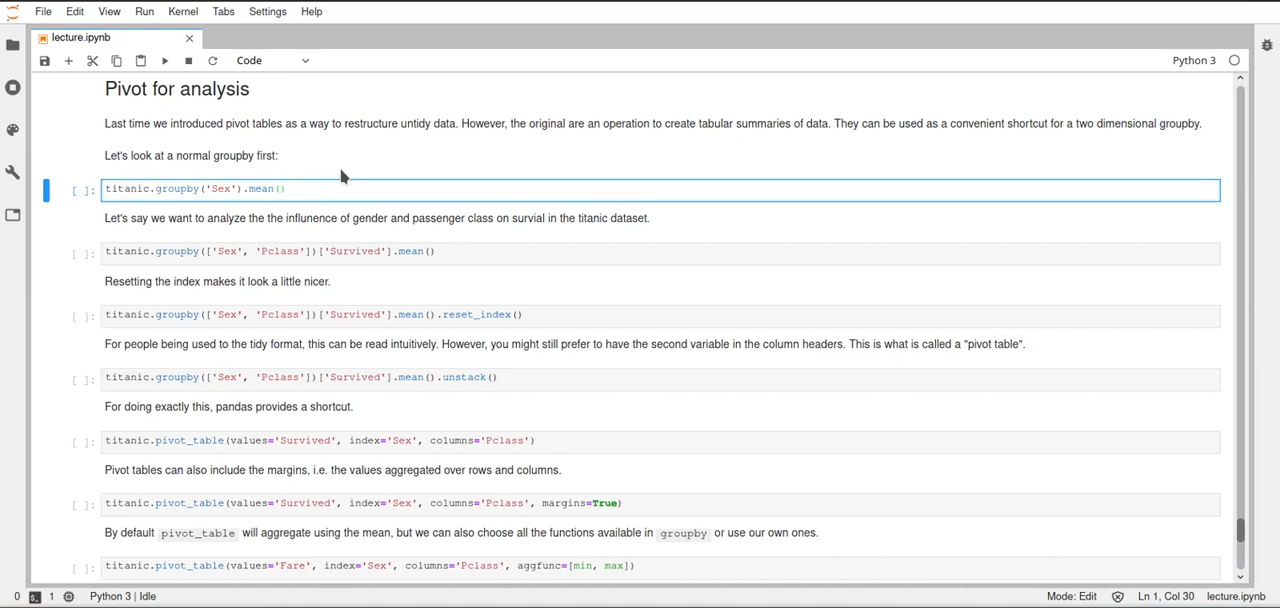 File Edit View Run Kernel Tabs Settings Help
lecture.ipynb
Code
Python 3
Pivot for analysis
Last time we introduced pivot tables as a way to restructure untidy data. However, the original are an operation to create tabular summaries of data. They can be used as a convenient shortcut for a two dimensional groupby.
Let's look at a normal groupby first:
[ ]: titanic.groupby('Sex').mean()
Let's say we want to analyze the the influnence of gender and passenger class on survial in the titanic dataset.
[ ]: titanic.groupby(['Sex', 'Pclass'])['Survived'].mean()
Resetting the index makes it look a little nicer.
[ ]: titanic.groupby(['Sex', 'Pclass'])['Survived'].mean().reset_index()
For people being used to the tidy format, this can be read intuitively. However, you might still prefer to have the second variable in the column headers. This is what is called a "pivot table".
[ ]: titanic.groupby(['Sex', 'Pclass'])['Survived'].mean().unstack()
For doing exactly this, pandas provides a shortcut.
[ ]: titanic.pivot_table(values='Survived', index='Sex', columns='Pclass')
Pivot tables can also include the margins, i.e. the values aggregated over rows and columns.
[ ]: titanic.pivot_table(values='Survived', index='Sex', columns='Pclass', margins=True)
By default pivot_table will aggregate using the mean, but we can also choose all the functions available in groupby or use our own ones.
[ ]: titanic.pivot_table(values='Fare', index='Sex', columns='Pclass', aggfunc=[min, max])
0 1 Python 3 | Idle Mode: Edit Ln 1, Col 30 lecture.ipynb